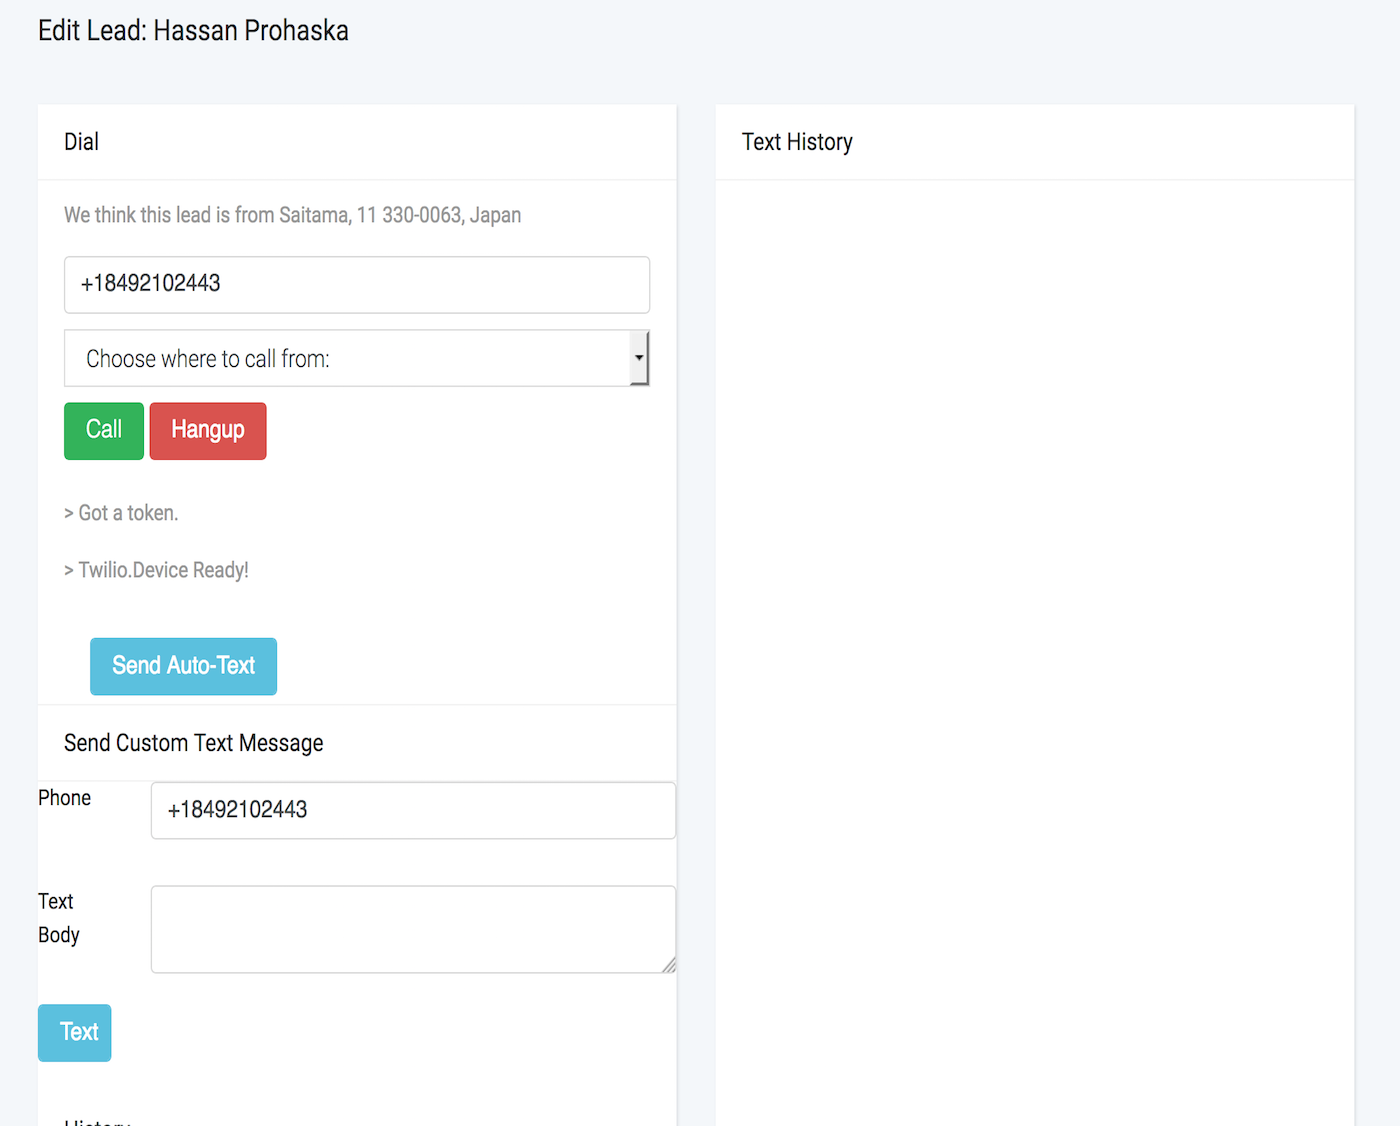 Edit Lead: Hassan Prohaska
Dial
We think this lead is from Saitama, 11 330-0063, Japan
+18492102443
Choose where to call from:
Call Hangup
> Got a token.
> Twilio.Device Ready!
Send Auto-Text
Send Custom Text Message
Phone +18492102443
Text
Body
Text
History
Text History